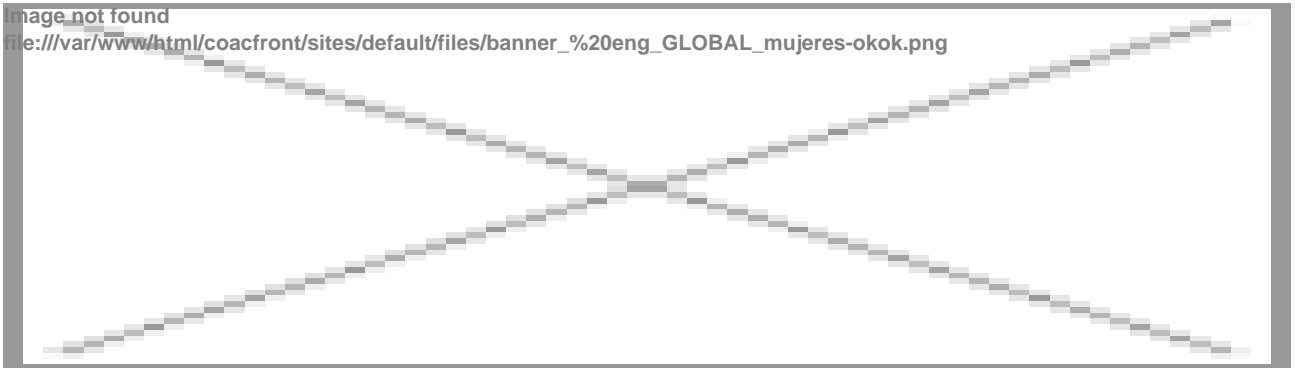 Image not found
file:///var/www/html/coacfront/sites/default/files/banner_%20eng_GLOBAL_mujeres-okok.png